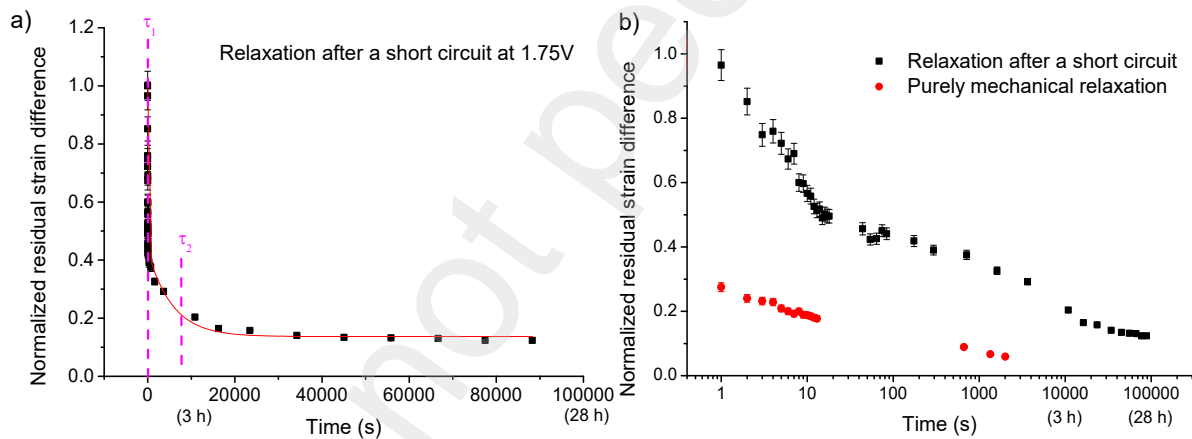 a)
τ1
1.2
1.0
0.8
0.6
0.4
0.2
0.0
Relaxation after a short circuit at 1.75V
τ2
Normalized residual strain difference
0 20000 40000 60000 80000 100000
(3 h) (28 h)
Time (s)
b)
1.0
0.8
0.6
0.4
0.2
0.0
Relaxation after a short circuit
Purely mechanical relaxation
Normalized residual strain difference
1 10 100 1000 10000 100000
(3 h) (28 h)
Time (s)
not pe